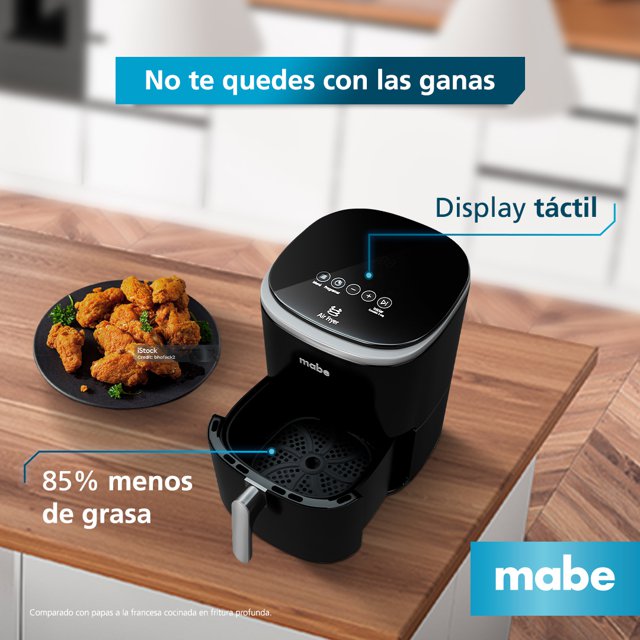 No te quedes con las ganas
Display táctil
Air fryer
mabe
iStock
Credit: bhofack2
85% menos
de grasa
mabe
Comparado con papas a la francesa cocinada en fritura profunda.